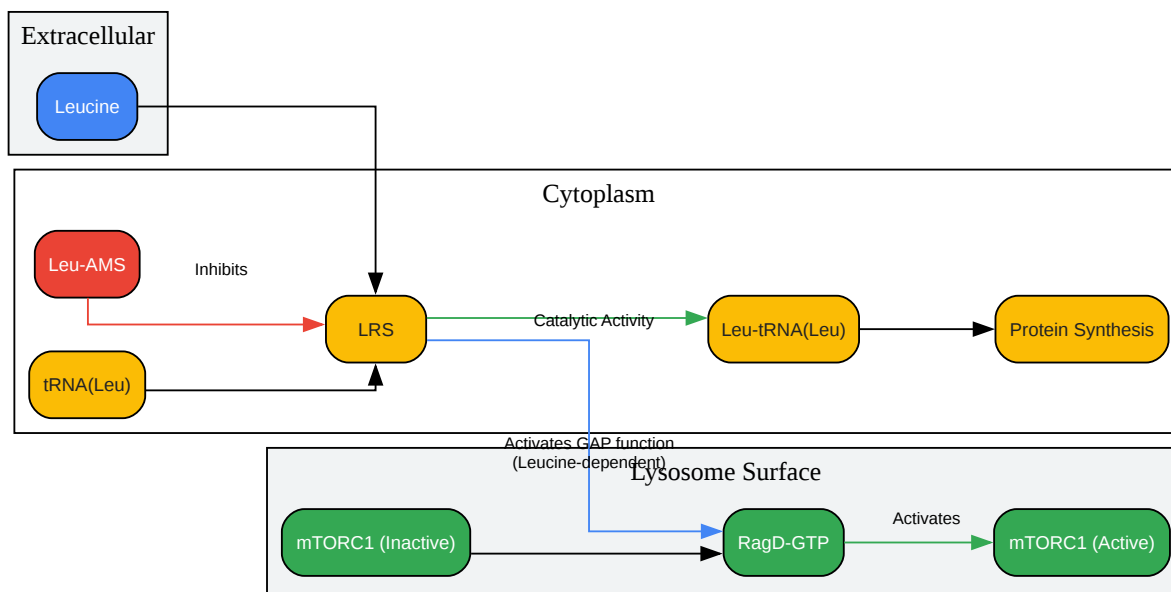 Extracellular
Leucine
Cytoplasm
Leu-AMS
Inhibits
LRS
Catalytic Activity
Leu-tRNA(Leu)
Protein Synthesis
tRNA(Leu)
Activates GAP function
(Leucine-dependent)
Lysosome Surface
mTORC1 (Inactive)
RagD-GTP
Activates
mTORC1 (Active)